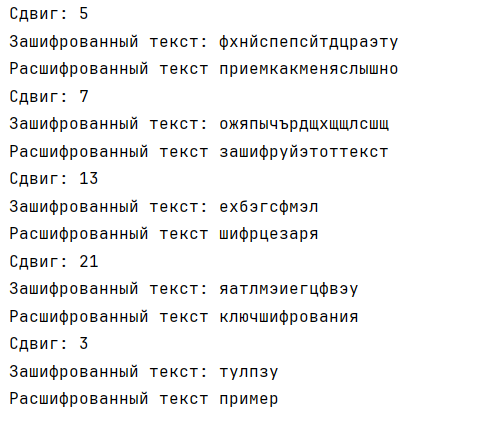 Сдвиг: 5
Зашифрованный текст: фхнйспепсйтдцраэту
Расшифрованный текст приемкакменяслышно
Сдвиг: 7
Зашифрованный текст: ожяпычърдщхщщлсшщ
Расшифрованный текст зашифруйэтоттекст
Сдвиг: 13
Зашифрованный текст: ехбэгсфмэл
Расшифрованный текст шифрцезаря
Сдвиг: 21
Зашифрованный текст: яатлмэиегцфвэу
Расшифрованный текст ключшифрования
Сдвиг: 3
Зашифрованный текст: тулпзу
Расшифрованный текст пример